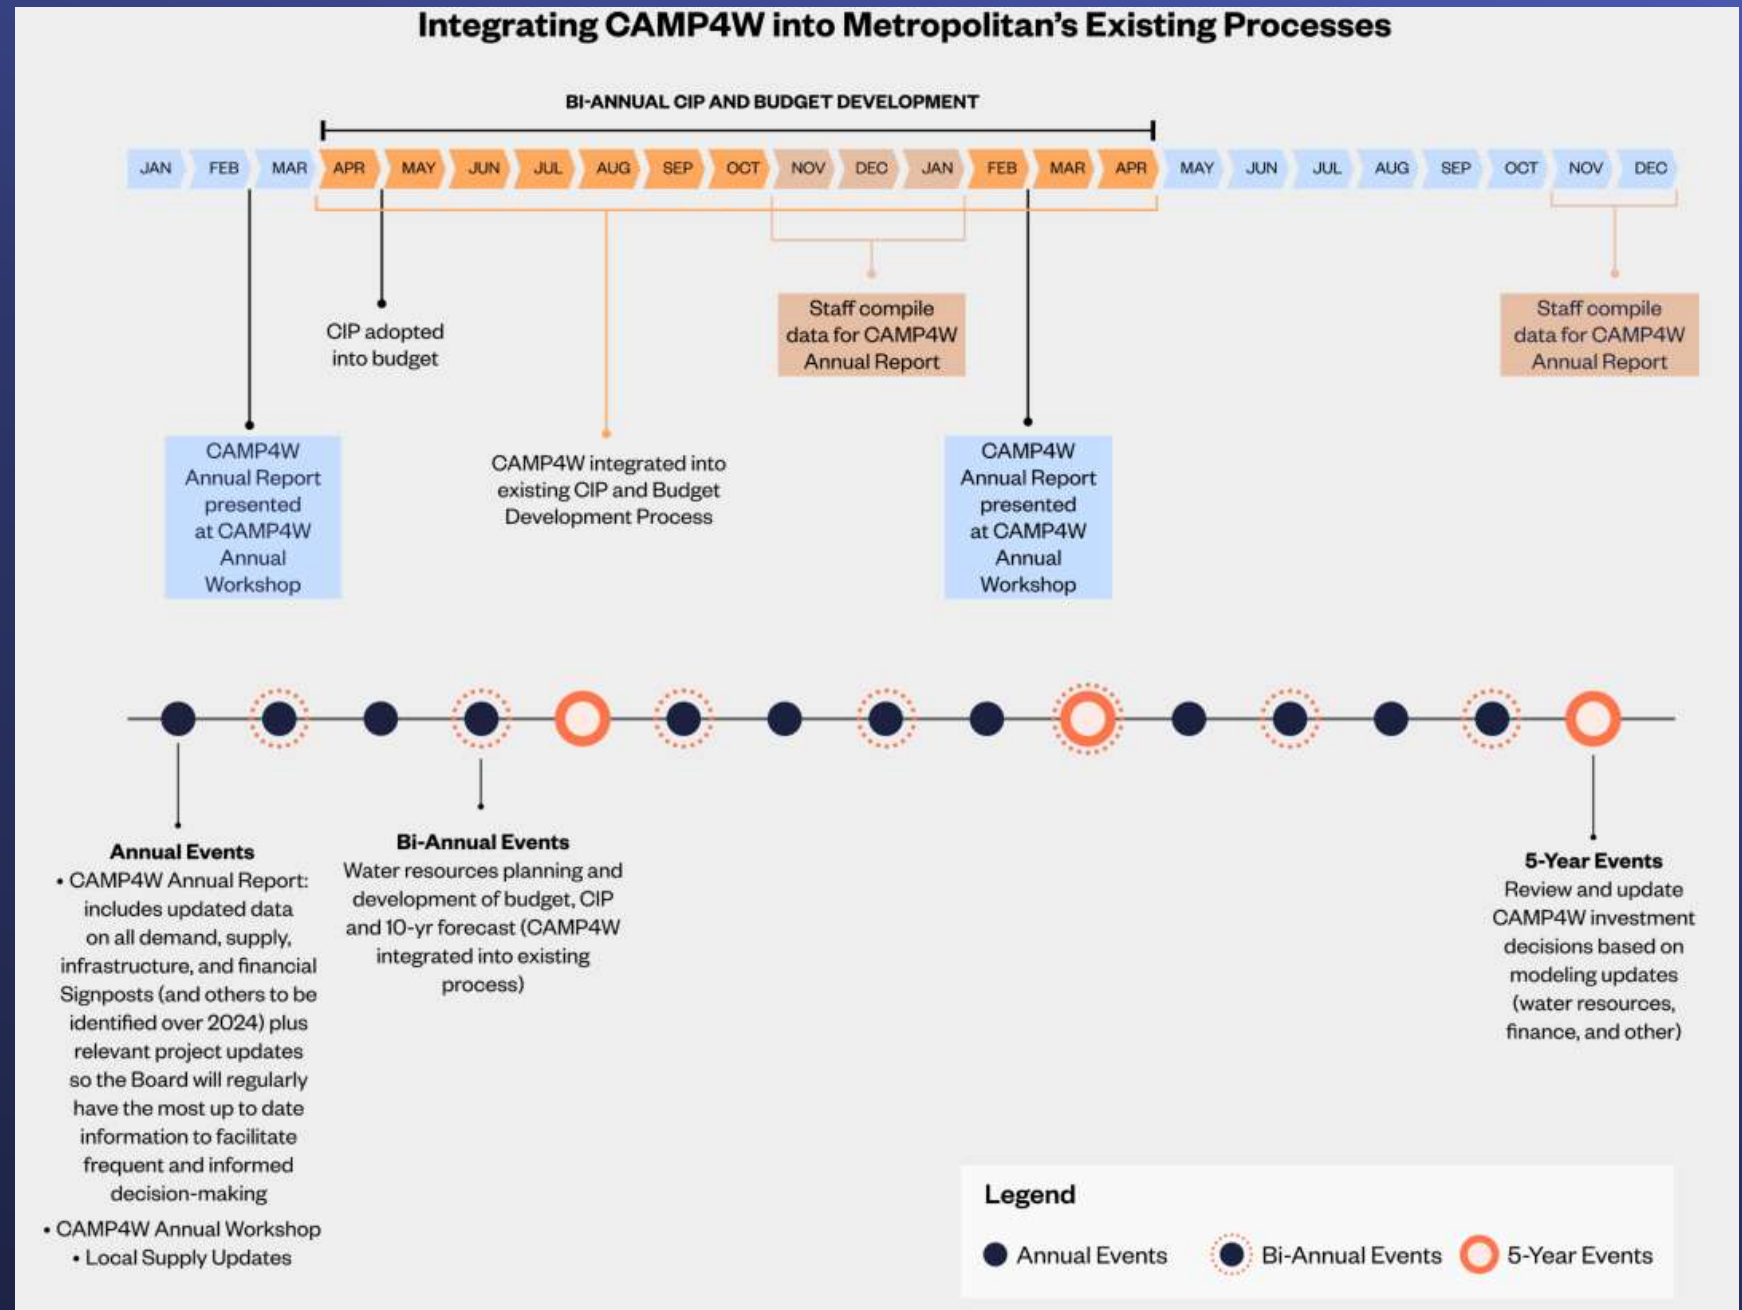 Integrating CAMP4W into Metropolitan's Existing Processes
BI-ANNUAL CIP AND BUDGET DEVELOPMENT
JAN FEB MAR APR MAY JUN JUL AUG SEP OCT NOV DEC JAN FEB MAR APR MAY JUN JUL AUG SEP OCT NOV DEC
CIP adopted
into budget
Staff compile
data for CAMP4W
Annual Report
Staff compile
data for CAMP4W
Annual Report
CAMP4W
Annual Report
presented
at CAMP4W
Annual
Workshop
CAMP4W integrated into
existing CIP and Budget
Development Process
CAMP4W
Annual Report
presented
at CAMP4W
Annual
Workshop
Annual Events
• CAMP4W Annual Report:
includes updated data
on all demand, supply,
infrastructure, and financial
Signposts (and others to be
identified over 2024) plus
relevant project updates
so the Board will regularly
have the most up to date
information to facilitate
frequent and informed
decision-making
• CAMP4W Annual Workshop
• Local Supply Updates
Bi-Annual Events
Water resources planning and
development of budget, CIP
and 10-yr forecast (CAMP4W
integrated into existing
process)
5-Year Events
Review and update
CAMP4W investment
decisions based on
modeling updates
(water resources,
finance, and other)
Legend
Annual Events
Bi-Annual Events
5-Year Events